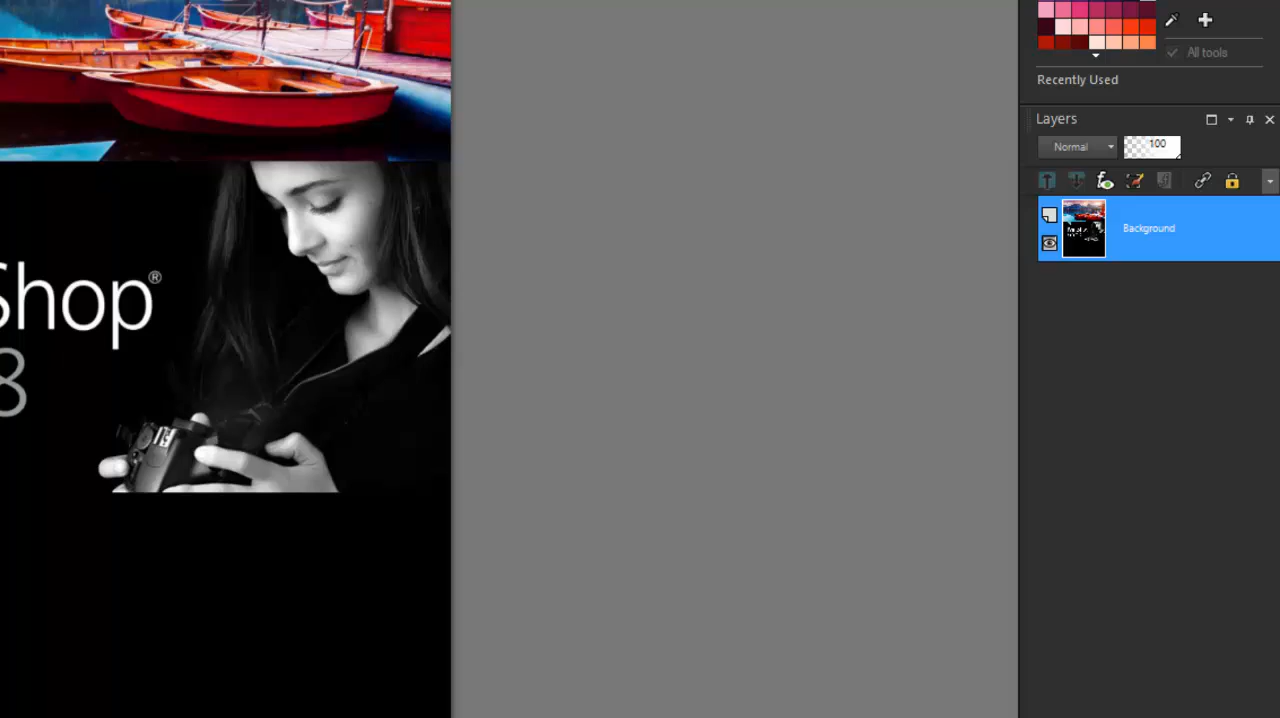 All tools
Recently Used
Layers
Normal
100
Background
Shop®
8